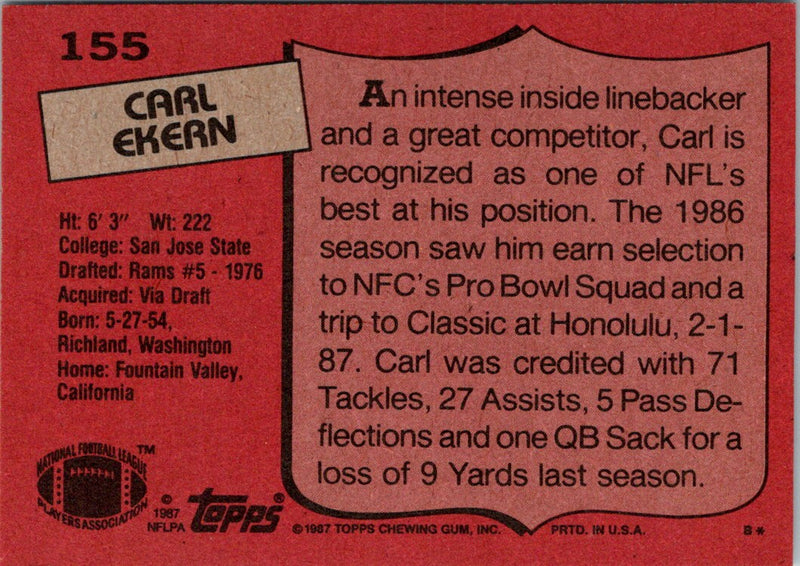 155
CARL
EKERN
Ht: 6' 3" Wt: 222
College: San Jose State
Drafted: Rams #5 - 1976
Acquired: Via Draft
Born: 5-27-54,
Richland, Washington
Home: Fountain Valley,
California
An intense inside linebacker
and a great competitor, Carl is
recognized as one of NFL's
best at his position. The 1986
season saw him earn selection
to NFC's Pro Bowl Squad and a
trip to Classic at Honolulu, 2-1-
87. Carl was credited with 71
Tackles, 27 Assists, 5 Pass De-
flections and one QB Sack for a
loss of 9 Yards last season.
NATIONAL FOOTBALL LEAGUE
PLAYERS ASSOCIATION
™
© 1987
NFLPA
Topps®
© 1987 TOPPS CHEWING GUM, INC. PRTD. IN U.S.A. B*